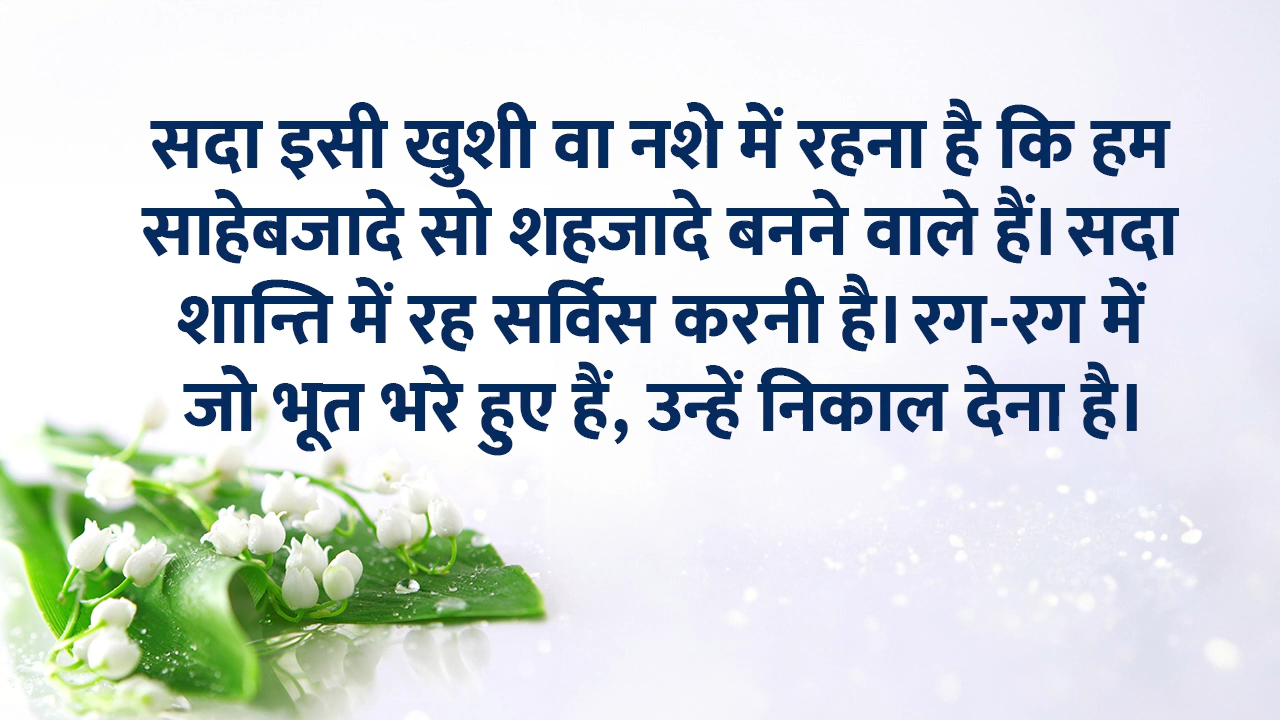 सदा इसी खुशी वा नशे में रहना है कि हम
साहेबजादे सो शहजादे बनने वाले हैं। सदा
शान्ति में रह सर्विस करनी है। रग-रग में
जो भूत भरे हुए हैं, उन्हें निकाल देना है।